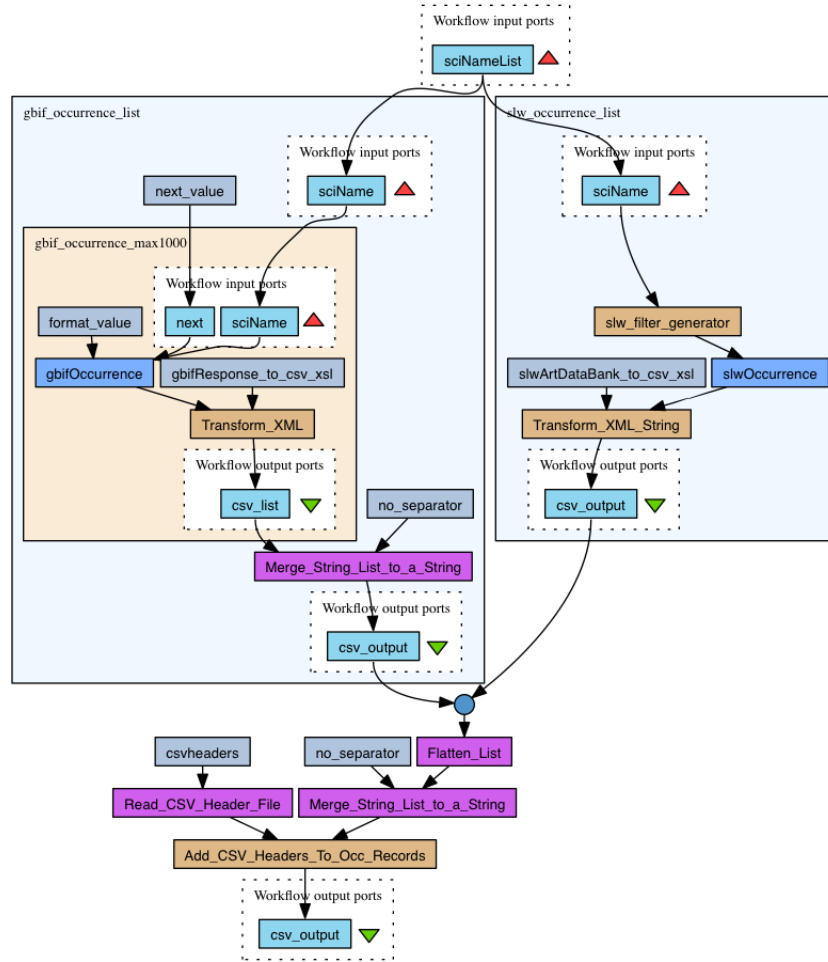 Workflow input ports
sciNameList
gbif_occurrence_list
slw_occurrence_list
Workflow input ports
Workflow input ports
next_value
sciName
sciName
gbif_occurrence_max1000
Workflow input ports
format_value
next
sciName
slw_filter_generator
gbifOccurrence
gbifResponse_to_csv_xsl
slwArtDataBank_to_csv_xsl
slwOccurrence
Transform_XML
Transform_XML_String
Workflow output ports
Workflow output ports
csv_list
no_separator
csv_output
Merge_String_List_to_a_String
Workflow output ports
csv_output
csvheaders
no_separator
Flatten_List
Read_CSV_Header_File
Merge_String_List_to_a_String
Add_CSV_Headers_To_Occ_Records
Workflow output ports
csv_output